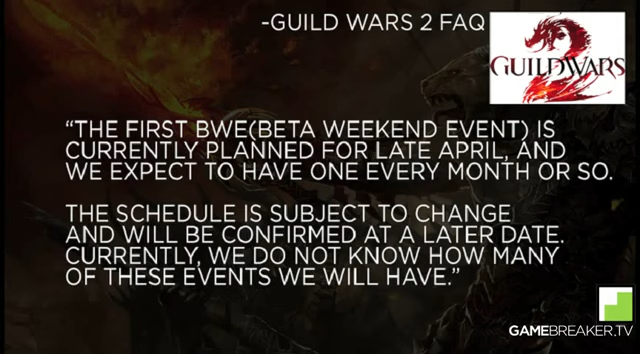 -GUILD WARS 2 FAQ
GUILDWARS
2
“THE FIRST BWE(BETA WEEKEND EVENT) IS
CURRENTLY PLANNED FOR LATE APRIL, AND
WE EXPECT TO HAVE ONE EVERY MONTH OR SO.
THE SCHEDULE IS SUBJECT TO CHANGE
AND WILL BE CONFIRMED AT A LATER DATE.
CURRENTLY, WE DO NOT KNOW HOW MANY
OF THESE EVENTS WE WILL HAVE.”
GAMEBREAKER.TV